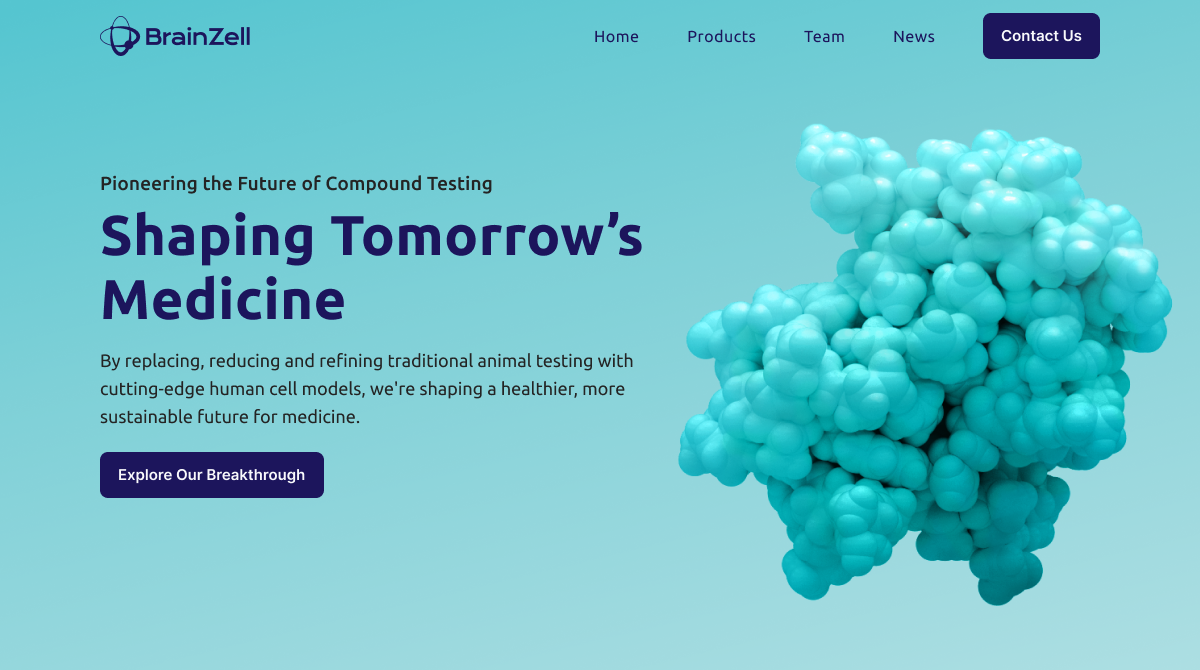 BrainZell
Home
Products
Team
News
Contact Us
Pioneering the Future of Compound Testing
Shaping Tomorrow’s
Medicine
By replacing, reducing and refining traditional animal testing with
cutting-edge human cell models, we're shaping a healthier, more
sustainable future for medicine.
Explore Our Breakthrough